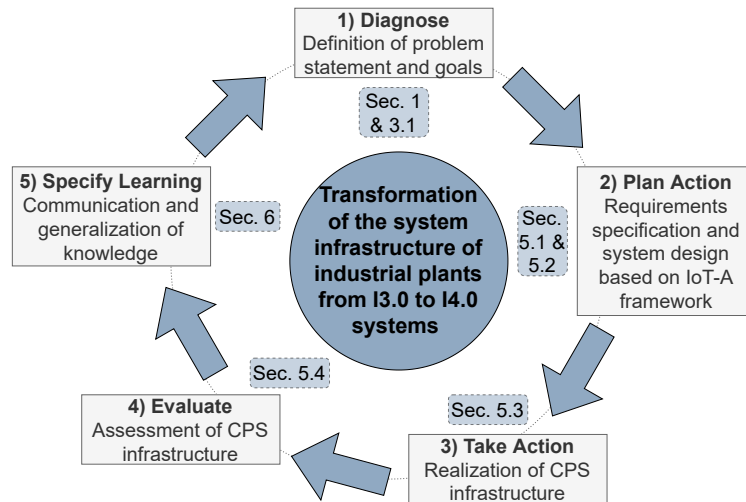 1) Diagnose
Definition of problem
statement and goals
Sec. 1
& 3.1
2) Plan Action
Requirements
specification and
system design
based on IoT-A
framework
Sec.
5.1 &
5.2
3) Take Action
Realization of CPS
infrastructure
Sec. 5.3
4) Evaluate
Assessment of CPS
infrastructure
Sec. 5.4
5) Specify Learning
Communication and
generalization of
knowledge
Sec. 6
Transformation
of the system
infrastructure of
industrial plants
from I3.0 to I4.0
systems